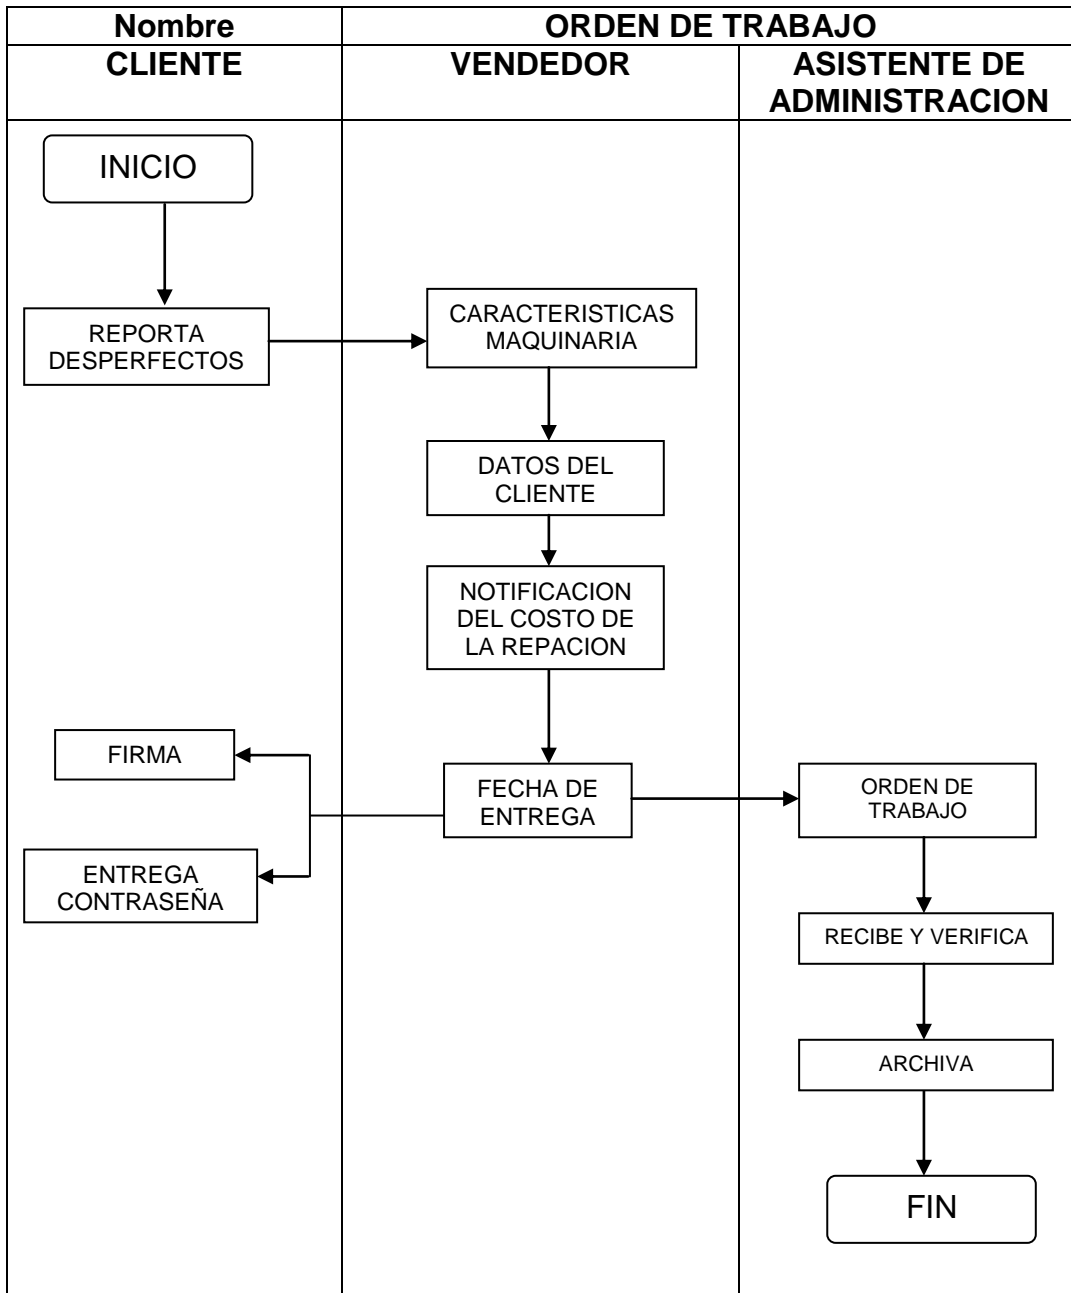 Nombre
ORDEN DE TRABAJO
CLIENTE
VENDEDOR
ASISTENTE DE
ADMINISTRACION
INICIO
REPORTA
DESPERFECTOS
CARACTERISTICAS
MAQUINARIA
DATOS DEL
CLIENTE
NOTIFICACION
DEL COSTO DE
LA REPACION
FIRMA
FECHA DE
ENTREGA
ORDEN DE
TRABAJO
ENTREGA
CONTRASEÑA
RECIBE Y VERIFICA
ARCHIVA
FIN